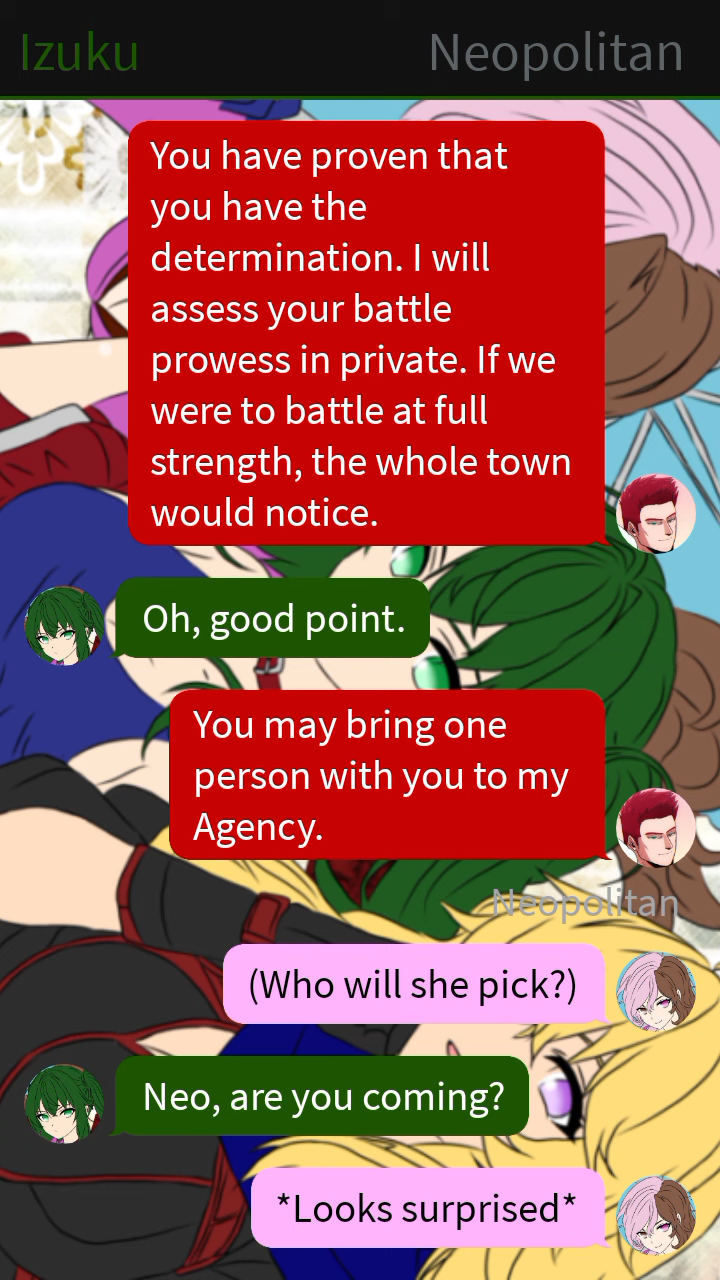 Izuku Neopolitan
You have proven that
you have the
determination. I will
assess your battle
prowess in private. If we
were to battle at full
strength, the whole town
would notice.
Oh, good point.
You may bring one
person with you to my
Agency.
Neopolitan
(Who will she pick?)
Neo, are you coming?
*Looks surprised*